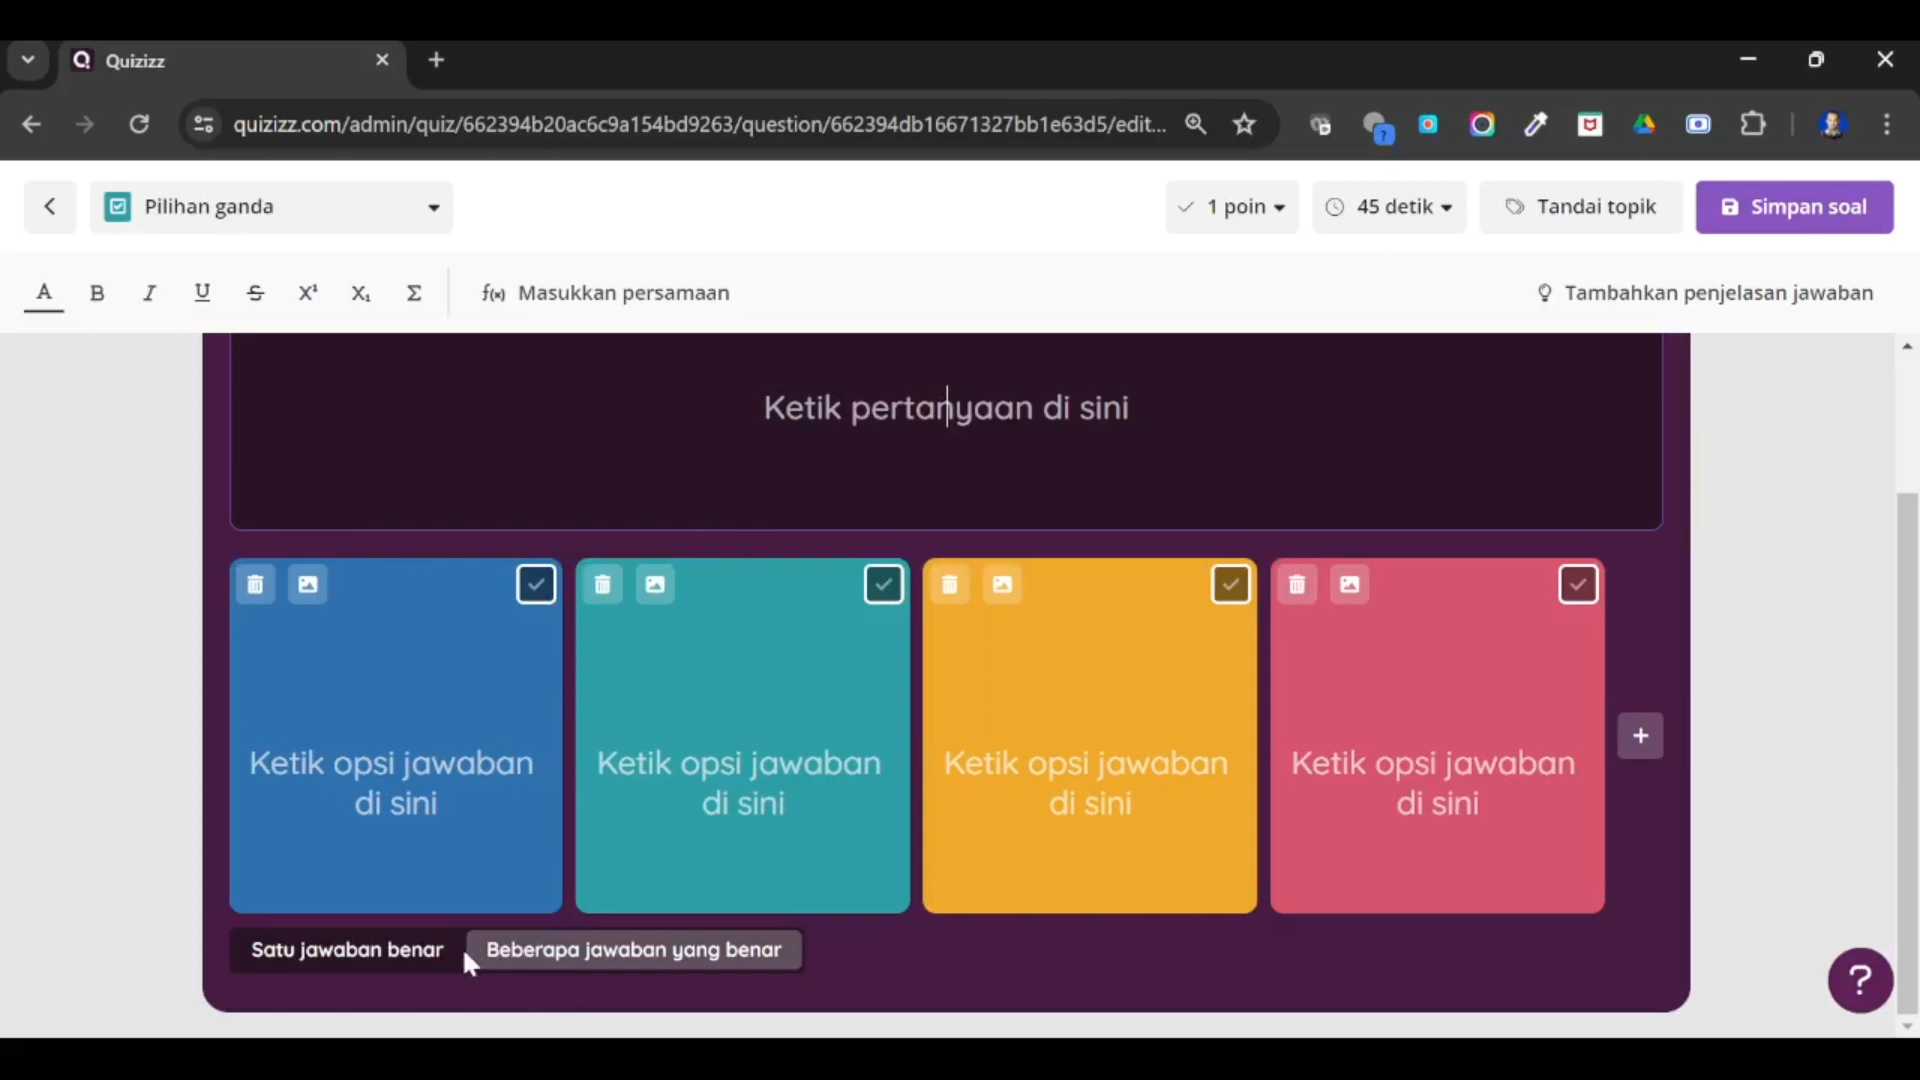 Quizizz
quizizz.com/admin/quiz/662394b20ac6c9a154bd9263/question/662394db16671327bb1e63d5/edit...
Pilihan ganda
1 poin
45 detik
Tandai topik
Simpan soal
A B I U S X¹ X₁ Σ
f(x) Masukkan persamaan
Tambahkan penjelasan jawaban
Ketik pertanyaan di sini
Ketik opsi jawaban
di sini
Ketik opsi jawaban
di sini
Ketik opsi jawaban
di sini
Ketik opsi jawaban
di sini
Satu jawaban benar
Beberapa jawaban yang benar
?